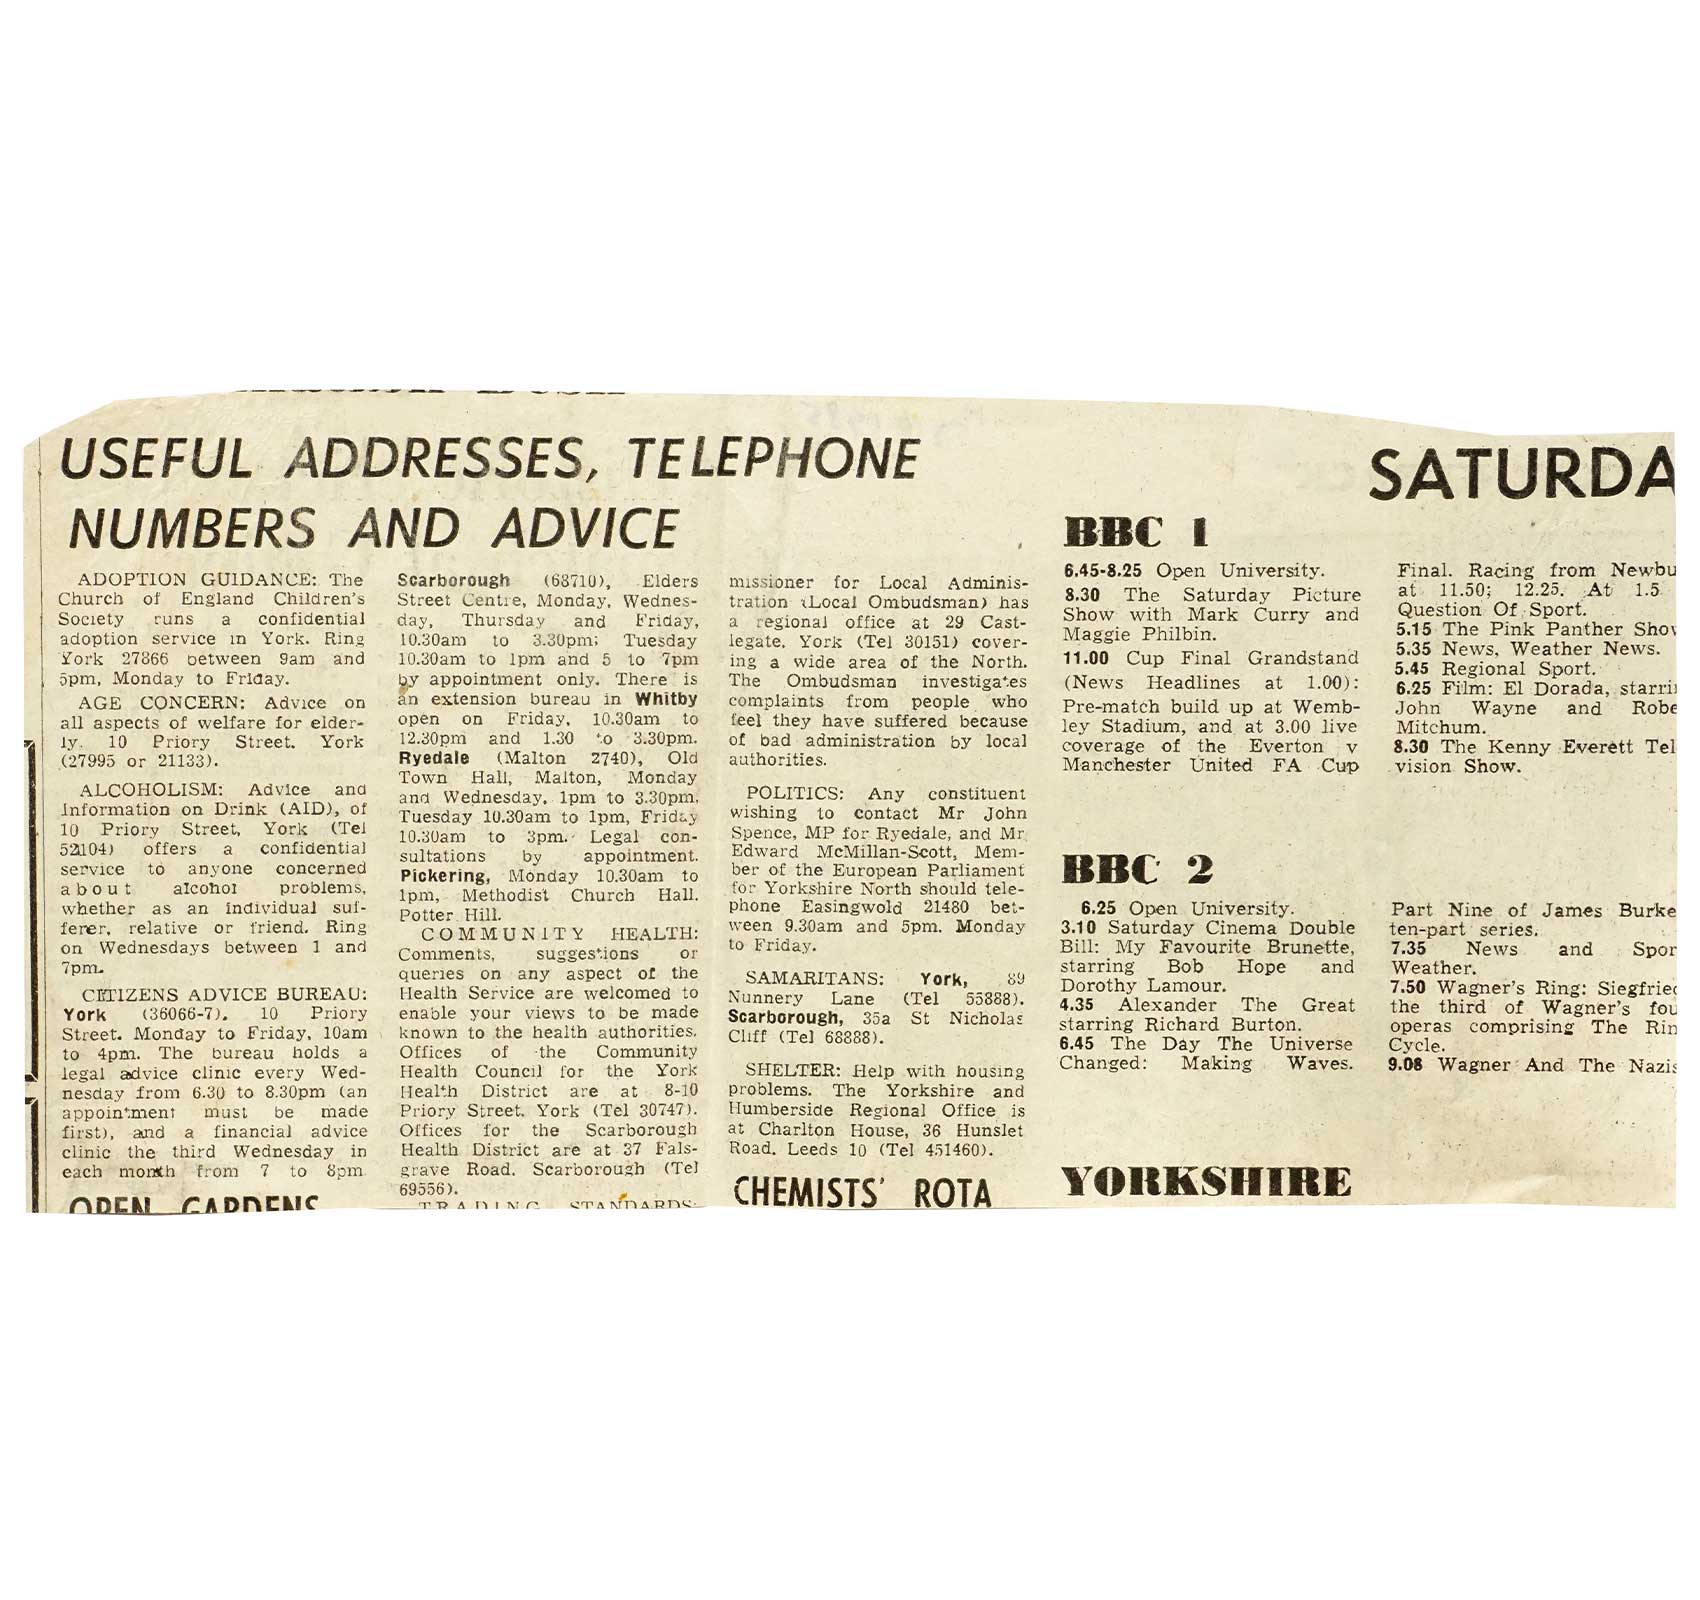 USEFUL ADDRESSES, TELEPHONE
NUMBERS AND ADVICE
ADOPTION GUIDANCE: The
Church of England Children's
Society runs a confidential
adoption service in York. Ring
York 27866 between 9am and
5pm, Monday to Friday.
AGE CONCERN: Advice on
all aspects of welfare for elder-
ly. 10 Priory Street. York
(27995 or 21133).
ALCOHOLISM: Advice and
Information on Drink (AID), of
10 Priory Street, York (Tel
52104) offers a confidential
service to anyone concerned
about alcohol problems,
whether as an individual suf-
ferer, relative or friend. Ring
on Wednesdays between 1 and
7pm.
CITIZENS ADVICE BUREAU:
York (36066-7). 10 Priory
Street. Monday to Friday, 10am
to 4pm. The bureau holds a
legal advice clinic every Wed-
nesday from 6.30 to 8.30pm (an
appointment must be made
first), and a financial advice
clinic the third Wednesday in
each month from 7 to 8pm
OPEN GARDENS
Scarborough (68710), Elders
Street Centre, Monday, Wednes-
day, Thursday and Friday,
10.30am to 3.30pm; Tuesday
10.30am to 1pm and 5 to 7pm
by appointment only. There is
an extension bureau in Whitby
open on Friday, 10.30am to
12.30pm and 1.30 to 3.30pm.
Ryedale (Malton 2740), Old
Town Hall, Malton, Monday
and Wednesday, 1pm to 3.30pm,
Tuesday 10.30am to 1pm, Friday
10.30am to 3pm. Legal con-
sultations by appointment.
Pickering, Monday 10.30am to
1pm, Methodist Church Hall.
Potter Hill.
COMMUNITY HEALTH:
Comments, suggestions or
queries on any aspect of the
Health Service are welcomed to
enable your views to be made
known to the health authorities.
Offices of the Community
Health Council for the York
Health District are at 8-10
Priory Street, York (Tel 30747).
Offices for the Scarborough
Health District are at 37 Fals-
grave Road. Scarborough (Tel
69556).
TRADING STANDARDS:
missioner for Local Adminis-
tration (Local Ombudsman) has
a regional office at 29 Cast-
legate, York (Tel 30151) cover-
ing a wide area of the North.
The Ombudsman investigates
complaints from people who
feel they have suffered because
of bad administration by local
authorities.
POLITICS: Any constituent
wishing to contact Mr John
Spence, MP for Ryedale, and Mr
Edward McMillan-Scott, Mem-
ber of the European Parliament
for Yorkshire North should tele-
phone Easingwold 21480 bet-
ween 9.30am and 5pm. Monday
to Friday.
SAMARITANS: York, 89
Nunnery Lane (Tel 55888).
Scarborough, 35a St Nicholas
Cliff (Tel 68888).
SHELTER: Help with housing
problems. The Yorkshire and
Humberside Regional Office is
at Charlton House, 36 Hunslet
Road. Leeds 10 (Tel 451460).
CHEMISTS' ROTA
SATURDA
BBC 1
6.45-8.25 Open University.
8.30 The Saturday Picture
Show with Mark Curry and
Maggie Philbin.
11.00 Cup Final Grandstand
(News Headlines at 1.00):
Pre-match build up at Wemb-
ley Stadium, and at 3.00 live
coverage of the Everton v
Manchester United FA Cup
Final. Racing from Newbu
at 11.50; 12.25. At 1.5
Question Of Sport.
5.15 The Pink Panther Shov
5.35 News, Weather News.
5.45 Regional Sport.
6.25 Film: El Dorada, starri
John Wayne and Robe
Mitchum.
8.30 The Kenny Everett Tel
vision Show.
BBC 2
6.25 Open University.
3.10 Saturday Cinema Double
Bill: My Favourite Brunette,
starring Bob Hope and
Dorothy Lamour.
4.35 Alexander The Great
starring Richard Burton.
6.45 The Day The Universe
Changed: Making Waves.
Part Nine of James Burke
ten-part series.
7.35 News and Spor
Weather.
7.50 Wagner's Ring: Siegfried
the third of Wagner's fou
operas comprising The Rin
Cycle.
9.08 Wagner And The Nazis
YORKSHIRE